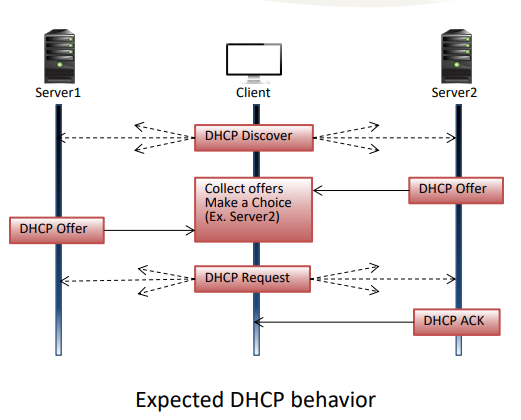 Server1
Client
Server2
DHCP Discover
Collect offers
Make a Choice
(Ex. Server2)
DHCP Offer
DHCP Offer
DHCP Request
DHCP ACK
Expected DHCP behavior